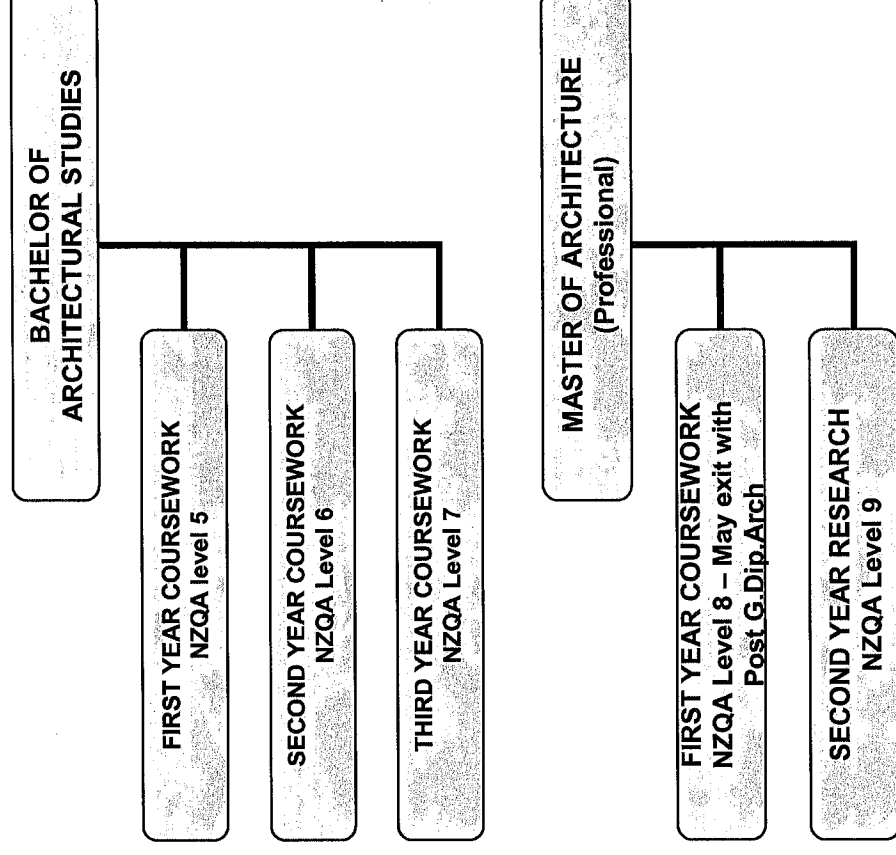 BACHELOR OF
ARCHITECTURAL STUDIES
FIRST YEAR COURSEWORK
NZQA level 5
SECOND YEAR COURSEWORK
NZQA Level 6
THIRD YEAR COURSEWORK
NZQA Level 7
MASTER OF ARCHITECTURE
(Professional)
FIRST YEAR COURSEWORK
NZQA Level 8 – May exit with
Post G.Dip.Arch
SECOND YEAR RESEARCH
NZQA Level 9